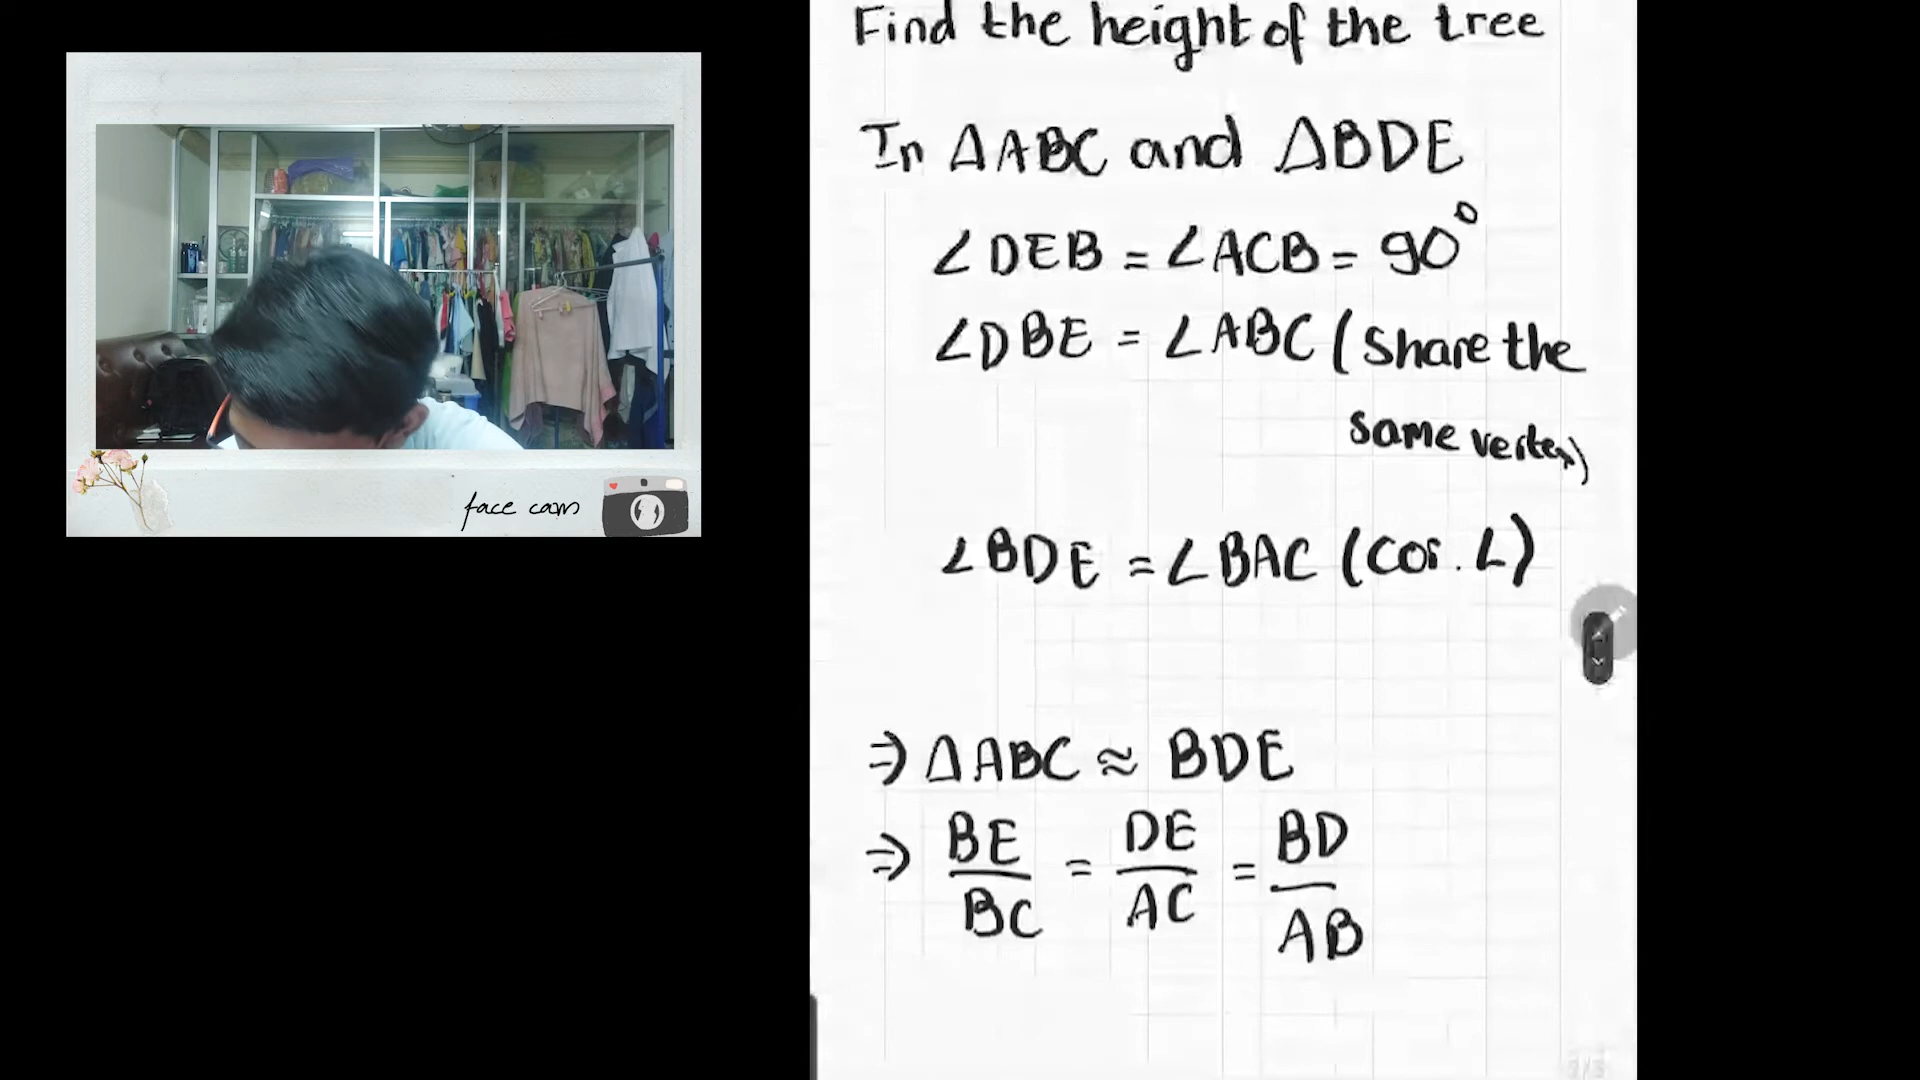 face cam
Find the height of the tree
In ΔABC and ΔBDE
∠DEB = ∠ACB = 90°
∠DBE = ∠ABC (Share the
same vertex)
∠BDE = ∠BAC (Cor. ∠)
⇒ ΔABC ≈ BDE
⇒ BE/BC = DE/AC = BD/AB